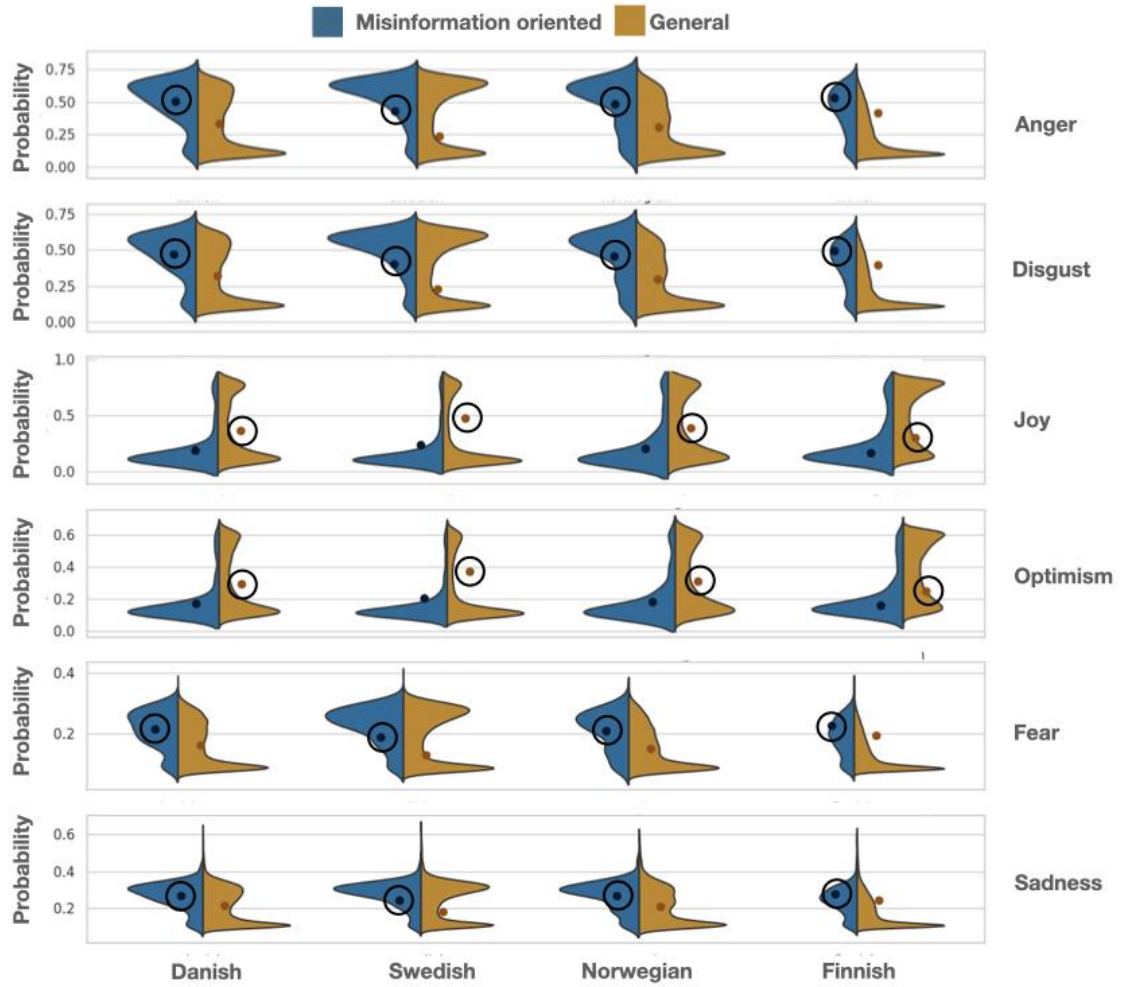 Misinformation oriented General
Probability
0.75
0.50
0.25
0.00
Anger
Probability
0.75
0.50
0.25
0.00
Disgust
Probability
1.0
0.5
0.0
Joy
Probability
0.6
0.4
0.2
0.0
Optimism
Probability
0.4
0.2
Fear
Probability
0.6
0.4
0.2
Sadness
Danish Swedish Norwegian Finnish